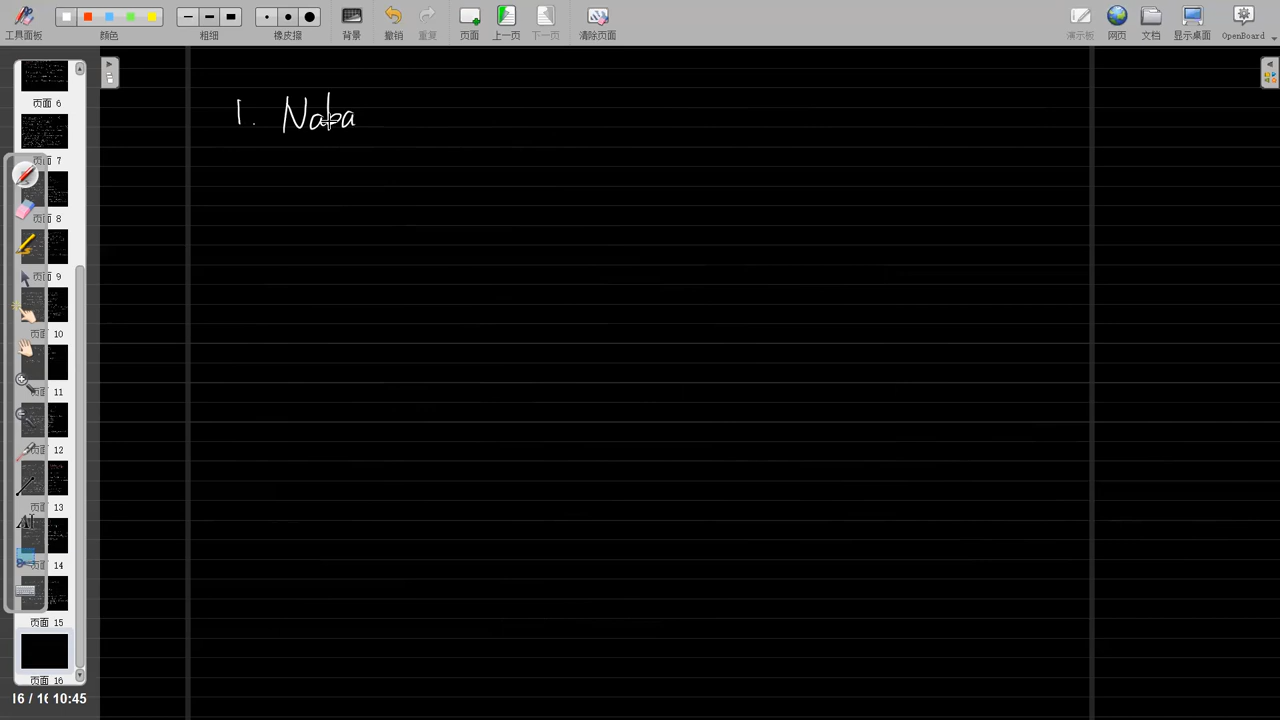 工具面板
颜色
粗细
橡皮擦
背景
撤销
重复
页面
上一页
下一页
清除页面
演示板
网页
文档
显示桌面
OpenBoard
1. Naba
页面 6
页面 7
页面 8
页面 9
页面 10
页面 11
页面 12
页面 13
页面 14
页面 15
页面 16
16 / 16 10:45